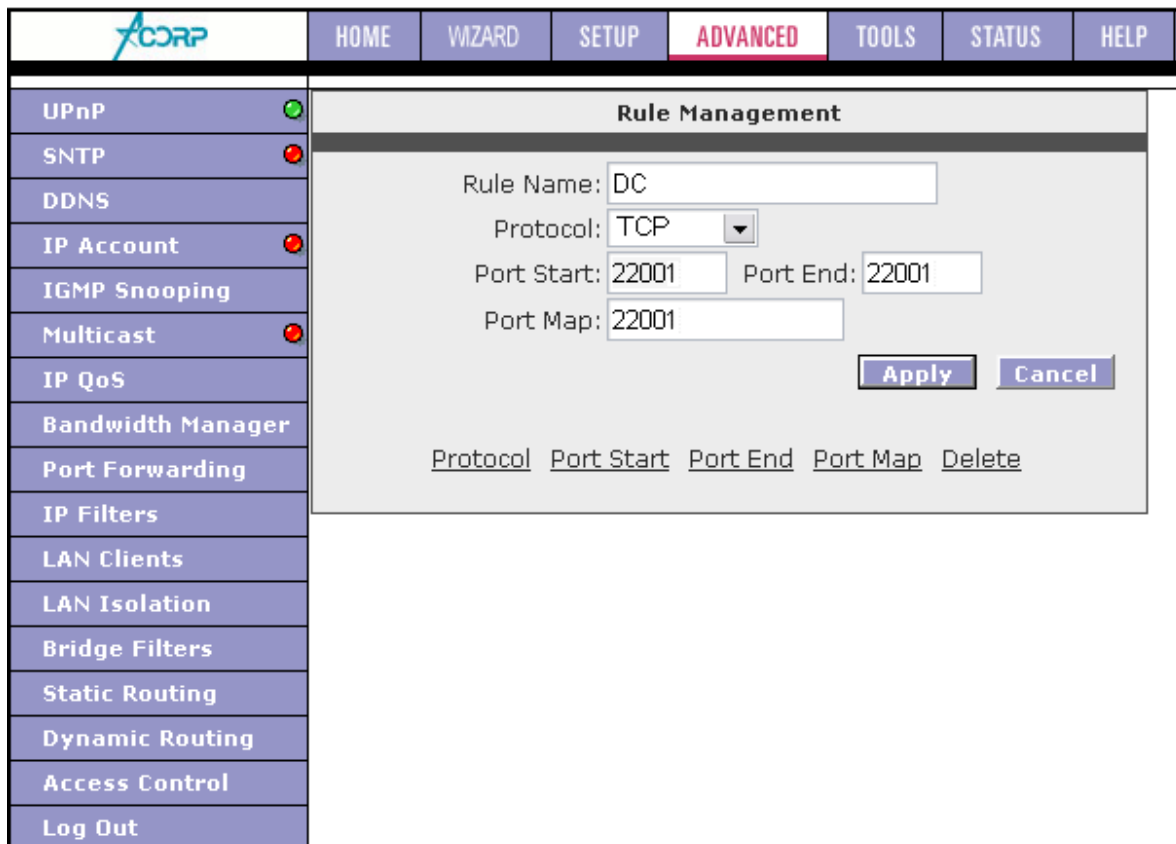 ACORP
HOME WIZARD SETUP ADVANCED TOOLS STATUS HELP
UPnP
SNTP
DDNS
IP Account
IGMP Snooping
Multicast
IP QoS
Bandwidth Manager
Port Forwarding
IP Filters
LAN Clients
LAN Isolation
Bridge Filters
Static Routing
Dynamic Routing
Access Control
Log Out
Rule Management
Rule Name: DC
Protocol: TCP
Port Start: 22001 Port End: 22001
Port Map: 22001
Apply Cancel
Protocol Port Start Port End Port Map Delete